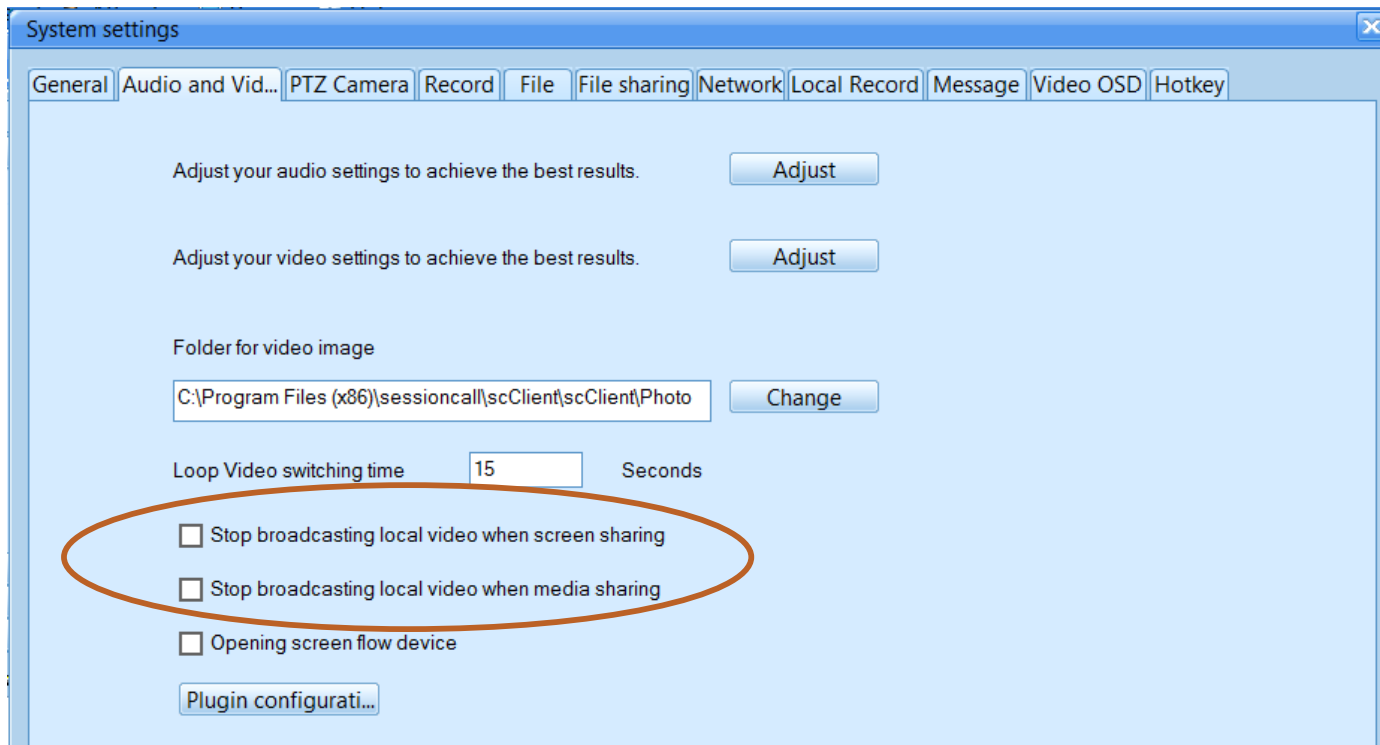 System settings
General Audio and Vid... PTZ Camera Record File File sharing Network Local Record Message Video OSD Hotkey
Adjust your audio settings to achieve the best results. Adjust
Adjust your video settings to achieve the best results. Adjust
Folder for video image
C:\Program Files (x86)\sessioncall\scClient\scClient\Photo Change
Loop Video switching time 15 Seconds
Stop broadcasting local video when screen sharing
Stop broadcasting local video when media sharing
Opening screen flow device
Plugin configurati...